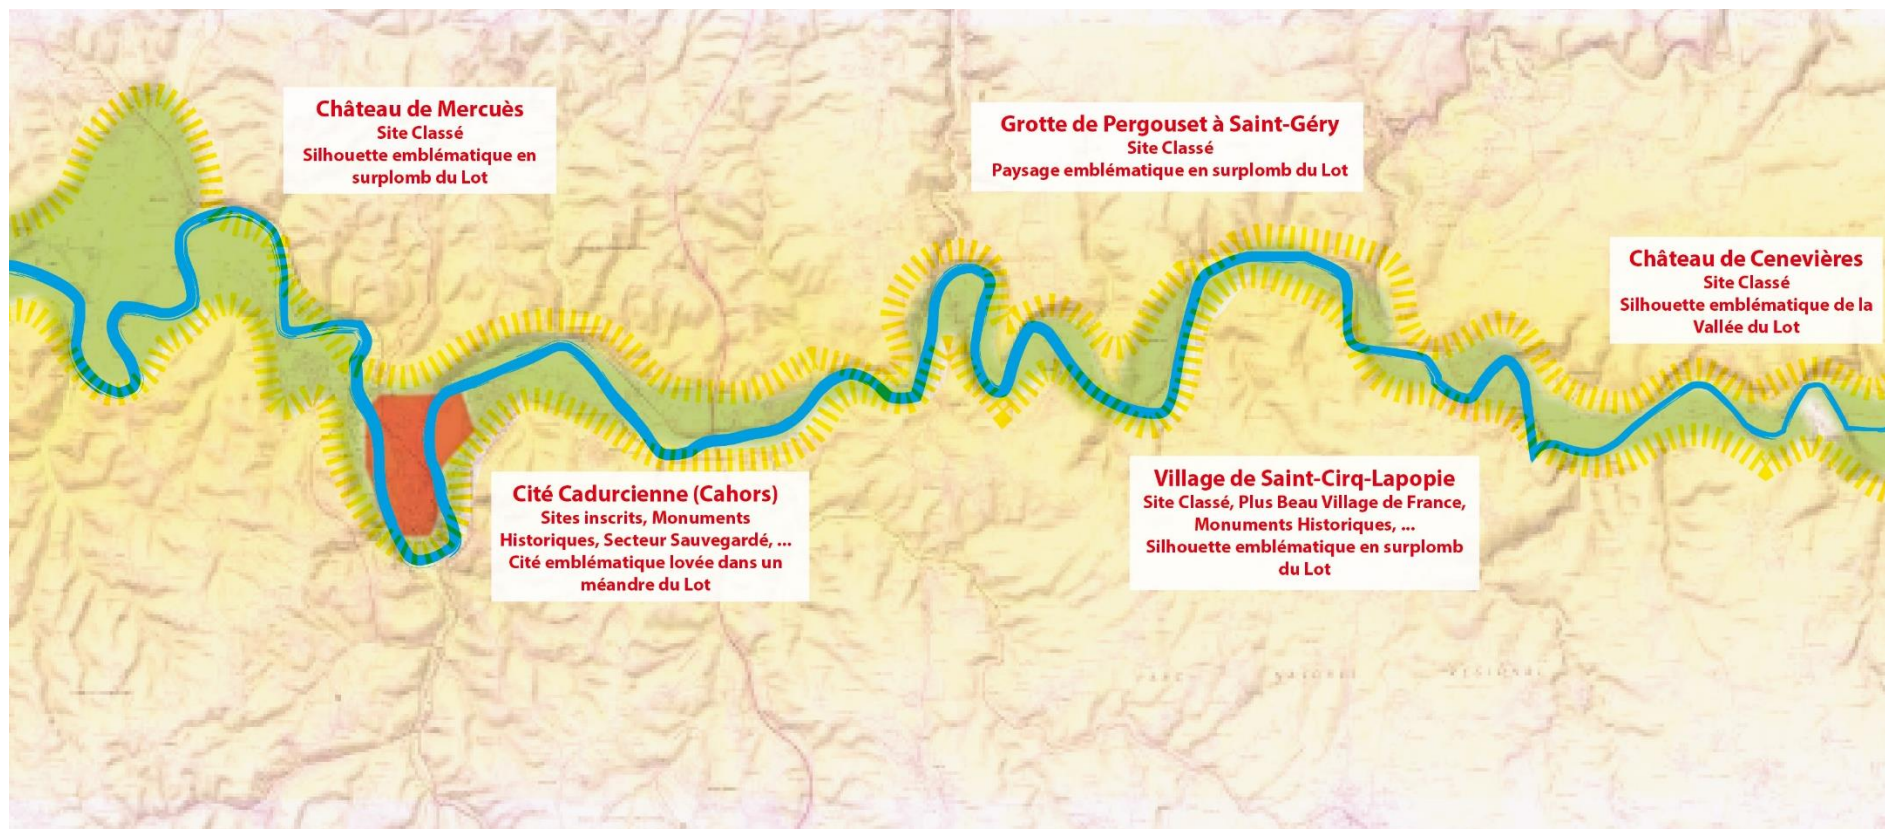 Château de Mercuès
Site Classé
Silhouette emblématique en
surplomb du Lot
Grotte de Pergouset à Saint-Géry
Site Classé
Paysage emblématique en surplomb du Lot
Château de Cenevières
Site Classé
Silhouette emblématique de la
Vallée du Lot
Cité Cadurcienne (Cahors)
Sites inscrits, Monuments
Historiques, Secteur Sauvegardé, ...
Cité emblématique lovée dans un
méandre du Lot
Village de Saint-Cirq-Lapopie
Site Classé, Plus Beau Village de France,
Monuments Historiques, ...
Silhouette emblématique en surplomb
du Lot